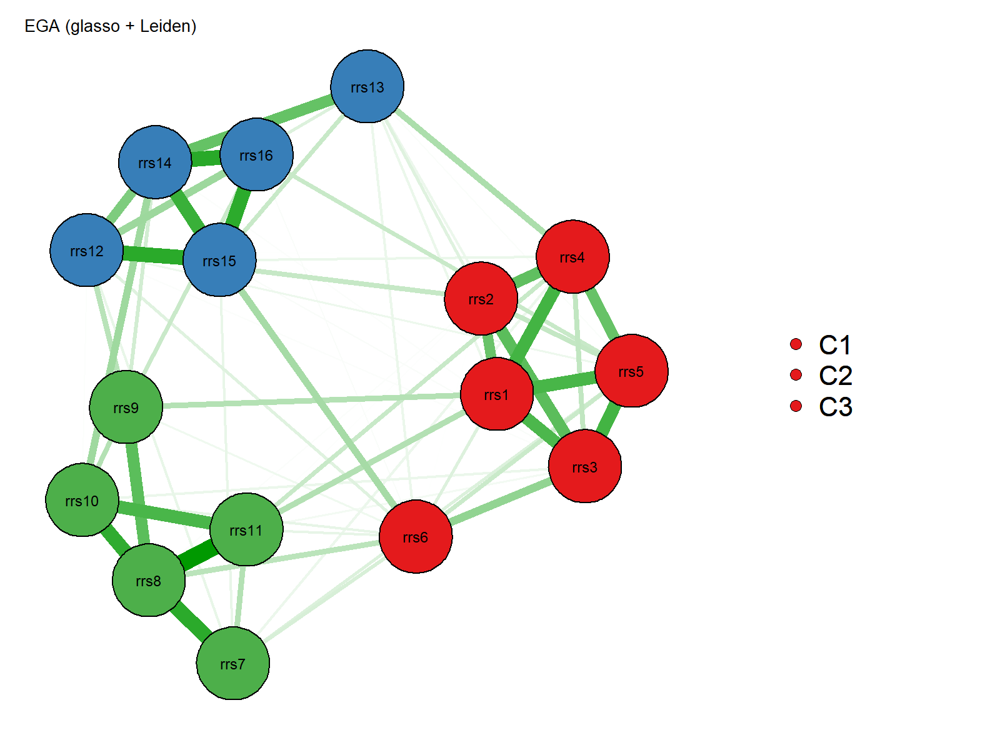 EGA (glasso + Leiden)
rrs13
rrs16
rrs14
rrs12
rrs15
rrs4
rrs2
rrs5
rrs1
rrs9
rrs3
rrs10
rrs11
rrs6
rrs8
rrs7
C1
C2
C3